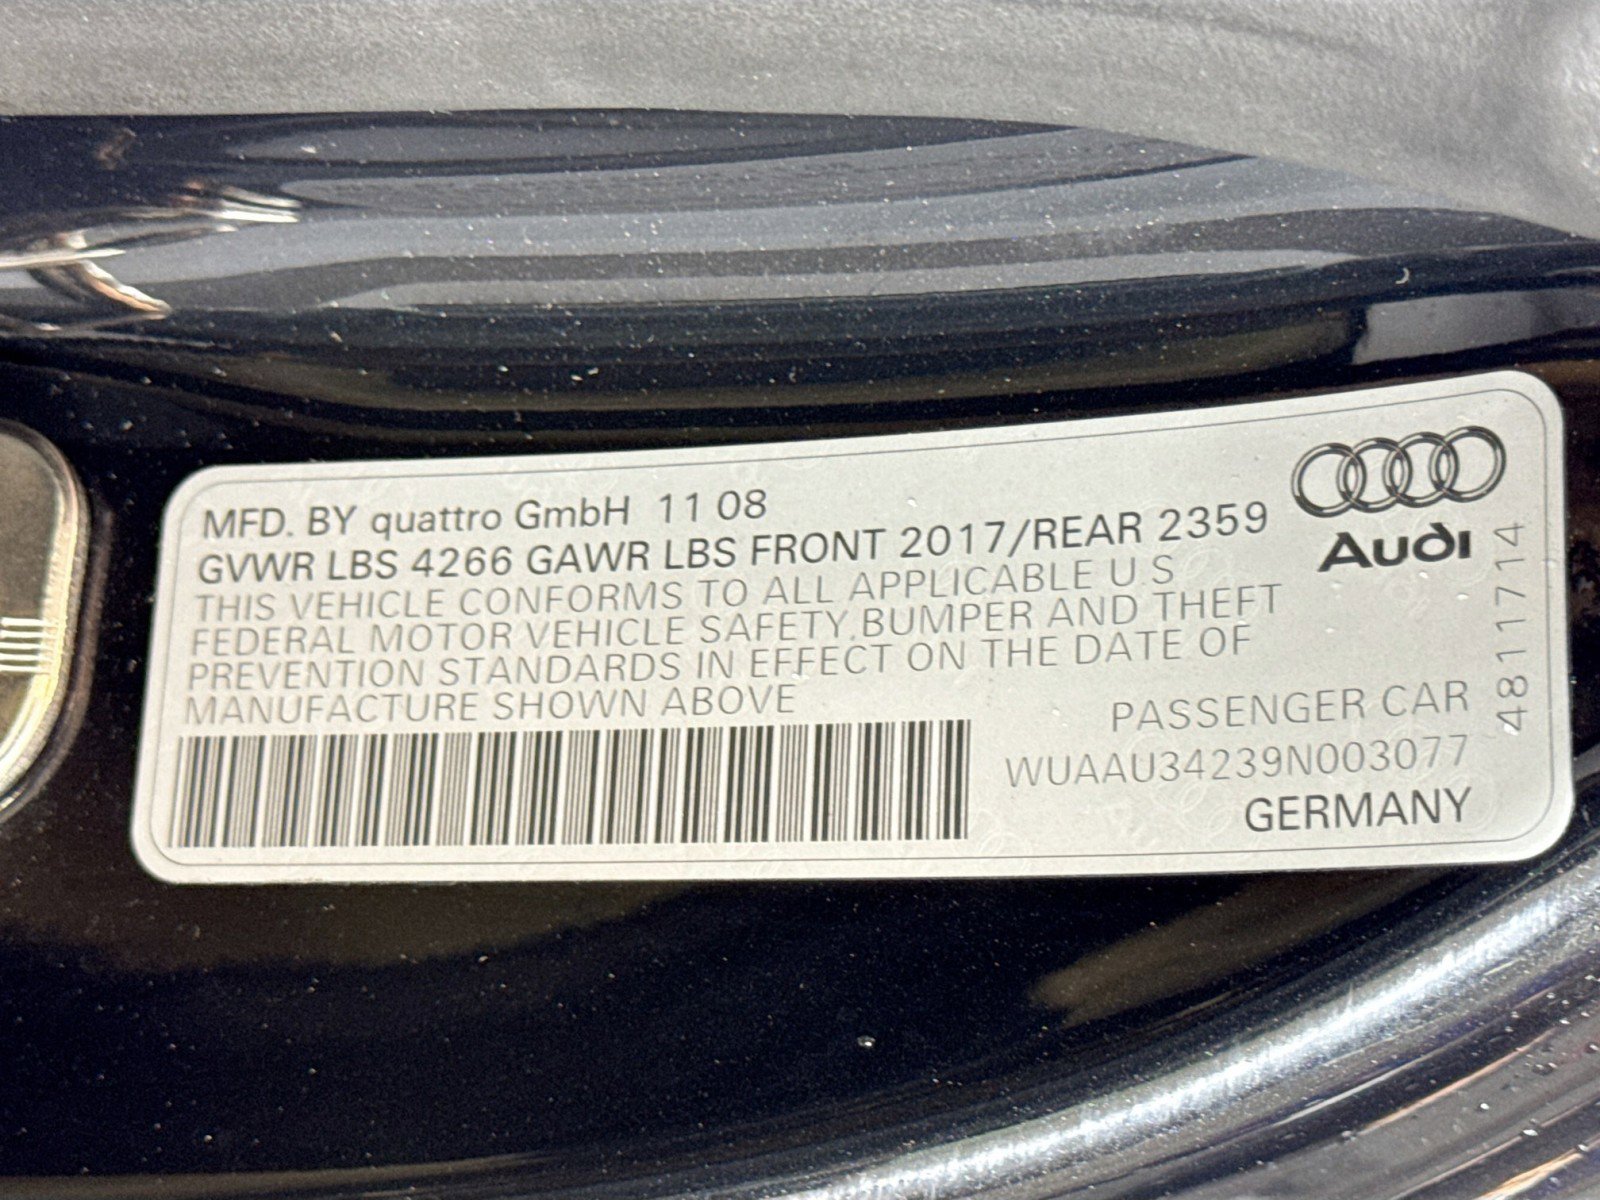 MFD. BY quattro GmbH 11 08
GVWR LBS 4266 GAWR LBS FRONT 2017/REAR 2359
THIS VEHICLE CONFORMS TO ALL APPLICABLE U S
FEDERAL MOTOR VEHICLE SAFETY, BUMPER AND THEFT
PREVENTION STANDARDS IN EFFECT ON THE DATE OF
MANUFACTURE SHOWN ABOVE
Audi
PASSENGER CAR
WUAAU34239N003077
GERMANY
4811714